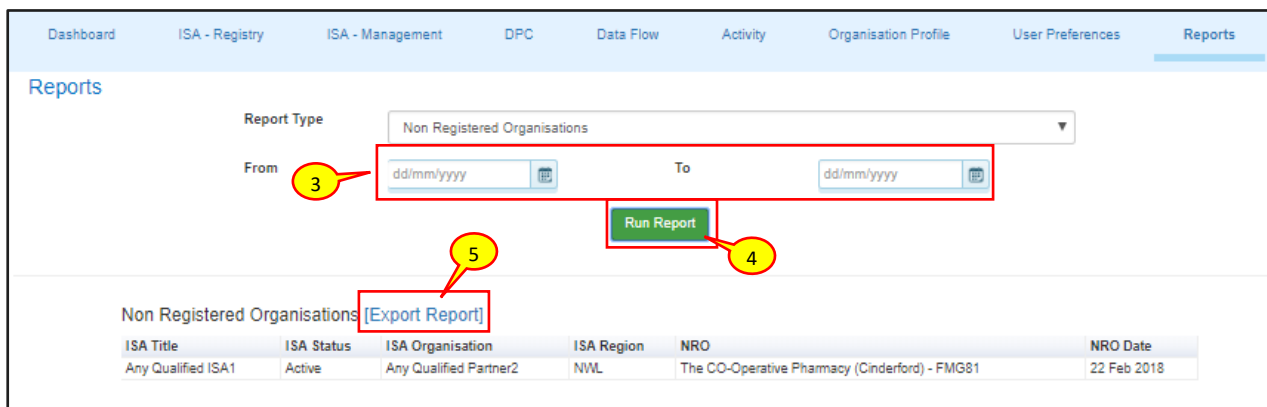 Dashboard ISA - Registry ISA - Management DPC Data Flow Activity Organisation Profile User Preferences Reports
Reports
Report Type Non Registered Organisations
From dd/mm/yyyy To dd/mm/yyyy
3
Run Report
5
4
Non Registered Organisations [Export Report]
ISA Title ISA Status ISA Organisation ISA Region NRO NRO Date
Any Qualified ISA1 Active Any Qualified Partner2 NWL The CO-Operative Pharmacy (Cinderford) - FMG81 22 Feb 2018